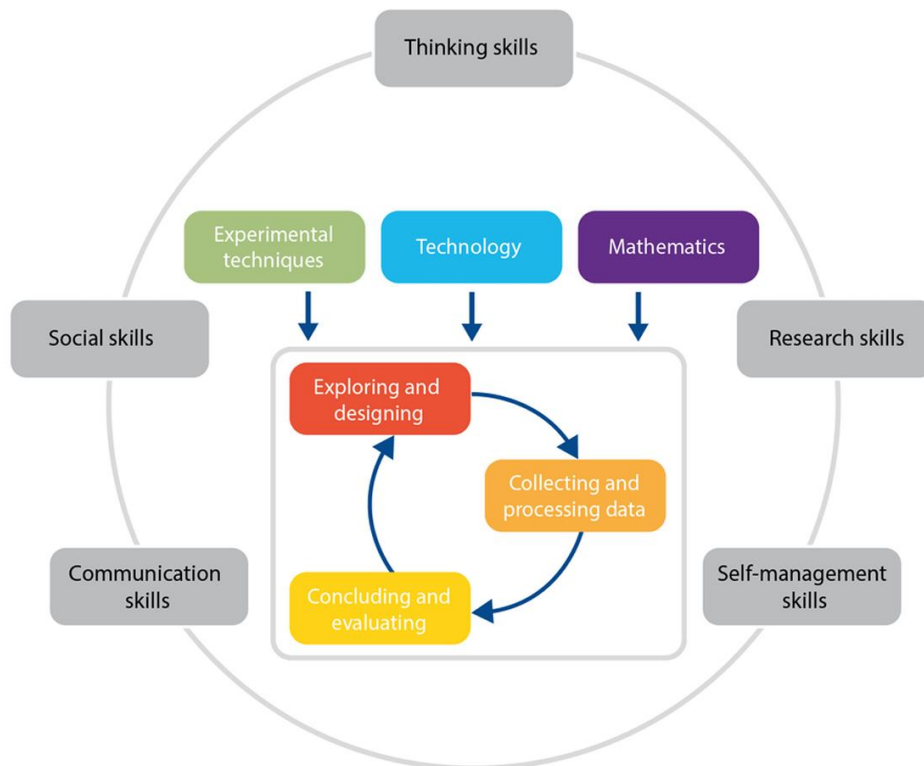 Thinking skills
Experimental
techniques
Technology
Mathematics
Social skills
Research skills
Exploring and
designing
Collecting and
processing data
Communication
skills
Self-management
skills
Concluding and
evaluating